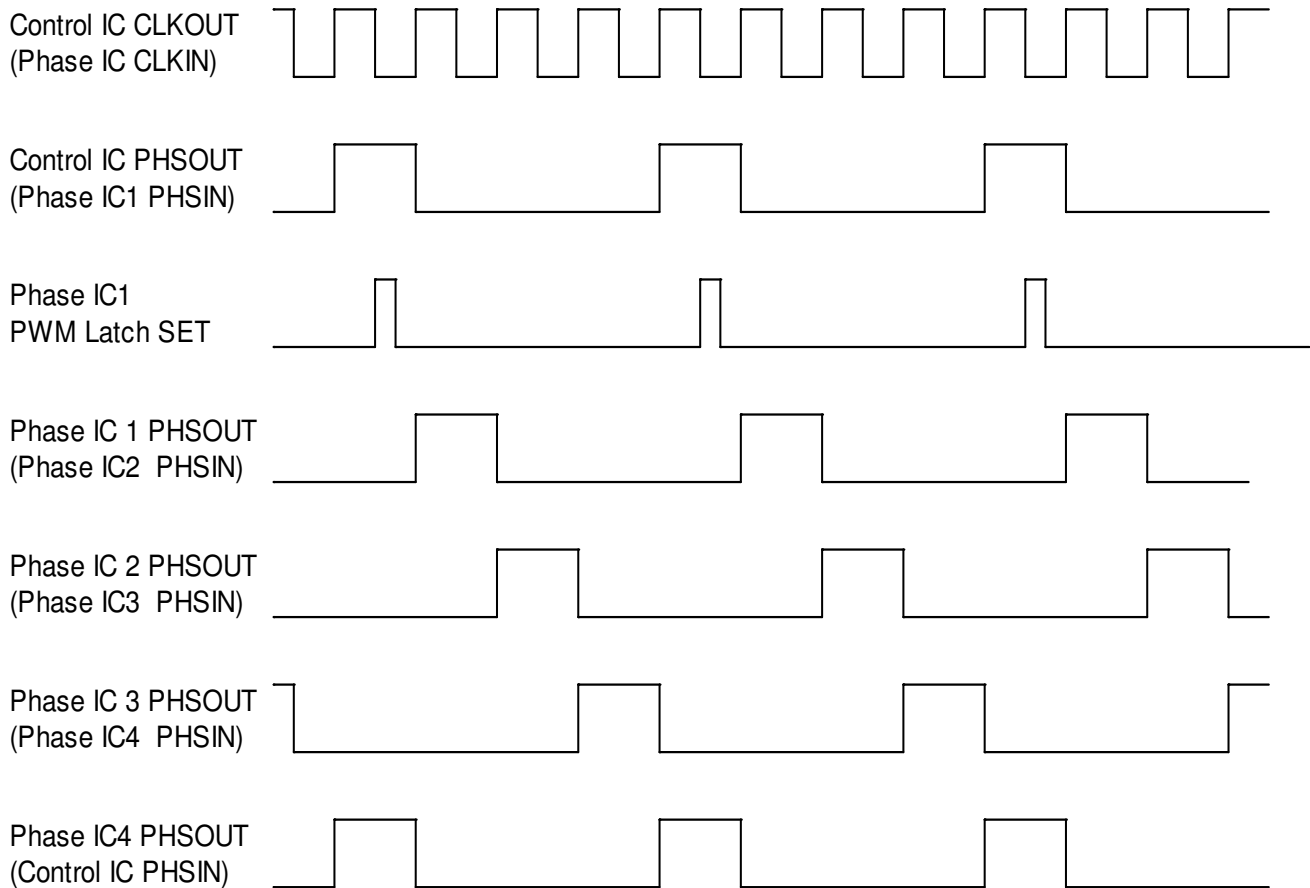 Control IC CLKOUT
(Phase IC CLKIN)
Control IC PHSOUT
(Phase IC1 PHSIN)
Phase IC1
PWM Latch SET
Phase IC 1 PHSOUT
(Phase IC2 PHSIN)
Phase IC 2 PHSOUT
(Phase IC3 PHSIN)
Phase IC 3 PHSOUT
(Phase IC4 PHSIN)
Phase IC4 PHSOUT
(Control IC PHSIN)